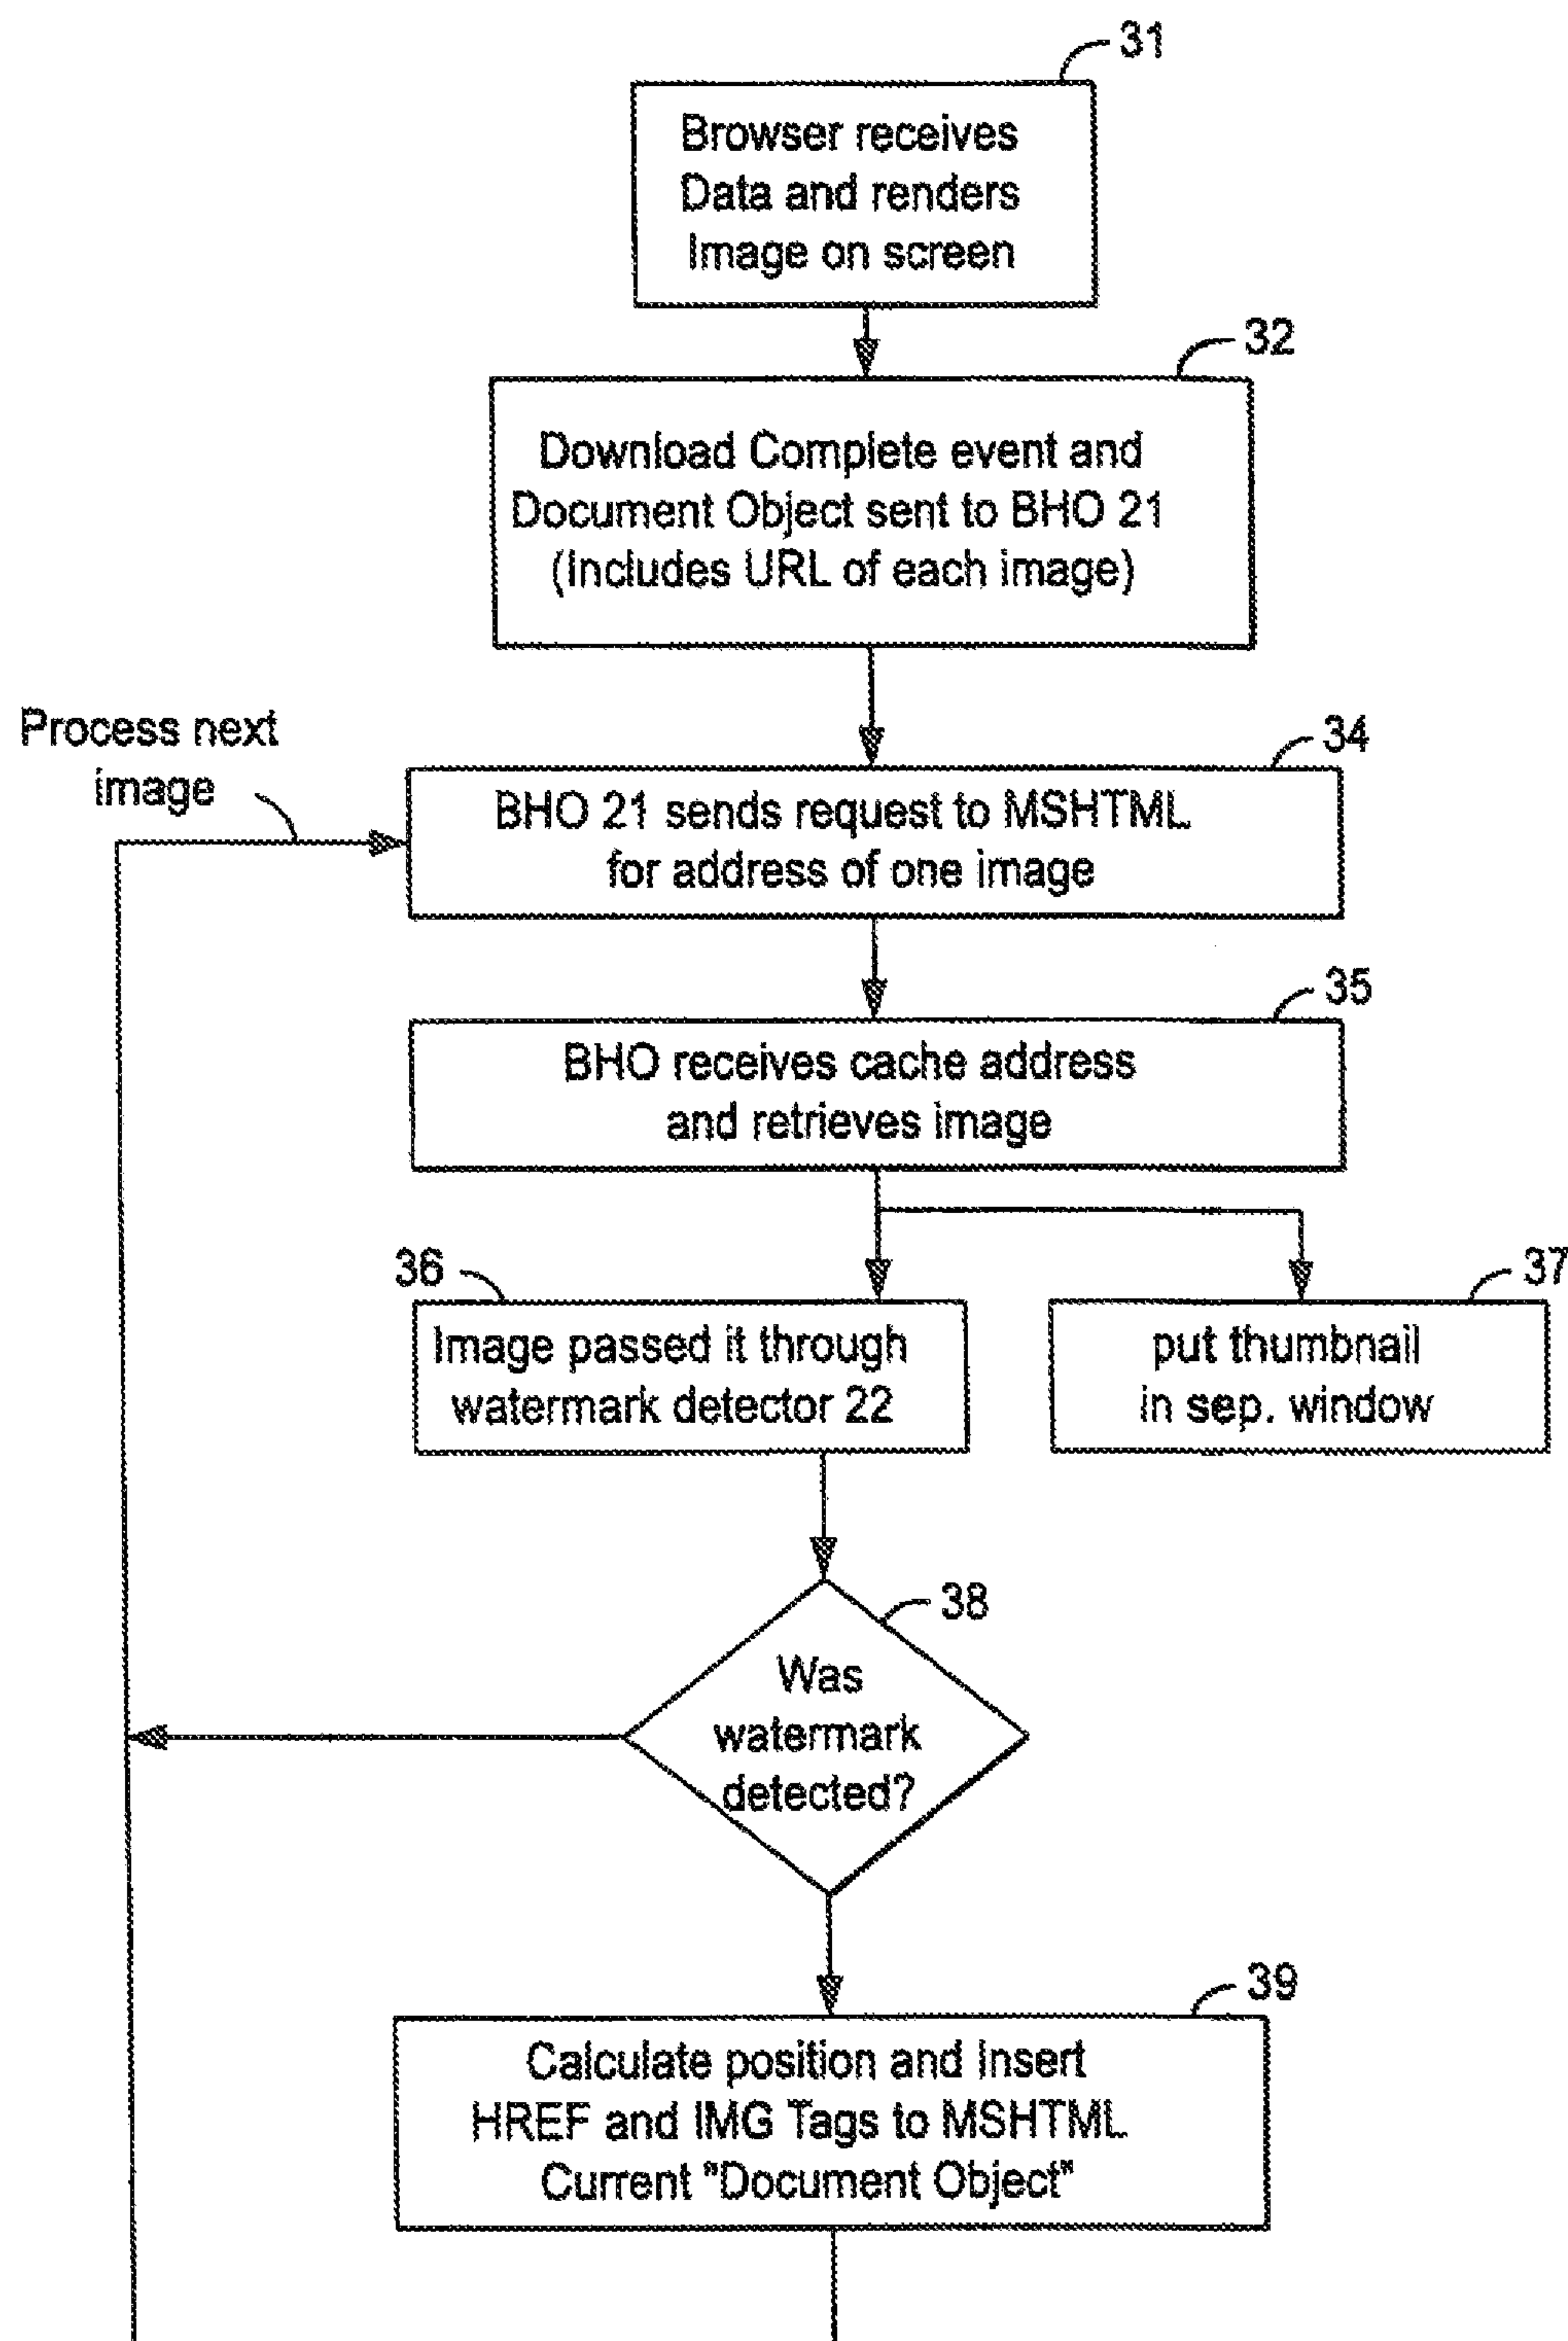 31
Browser receives
Data and renders
Image on screen
32
Download Complete event and
Document Object sent to BHO 21
(Includes URL of each image)
Process next
image
34
BHO 21 sends request to MSHTML
for address of one image
35
BHO receives cache address
and retrieves image
36
Image passed it through
watermark detector 22
37
put thumbnail
in sep. window
38
Was
watermark
detected?
39
Calculate position and Insert
HREF and IMG Tags to MSHTML
Current "Document Object"